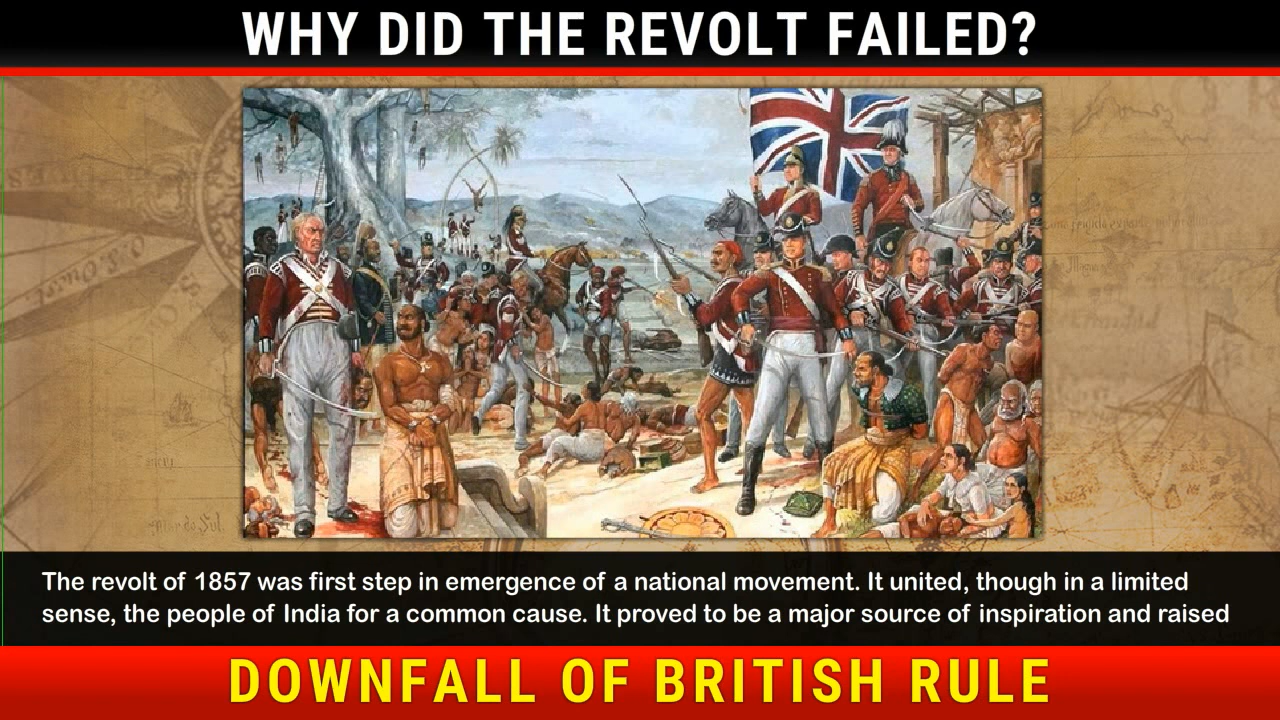 WHY DID THE REVOLT FAILED?
The revolt of 1857 was first step in emergence of a national movement. It united, though in a limited
sense, the people of India for a common cause. It proved to be a major source of inspiration and raised
DOWNFALL OF BRITISH RULE